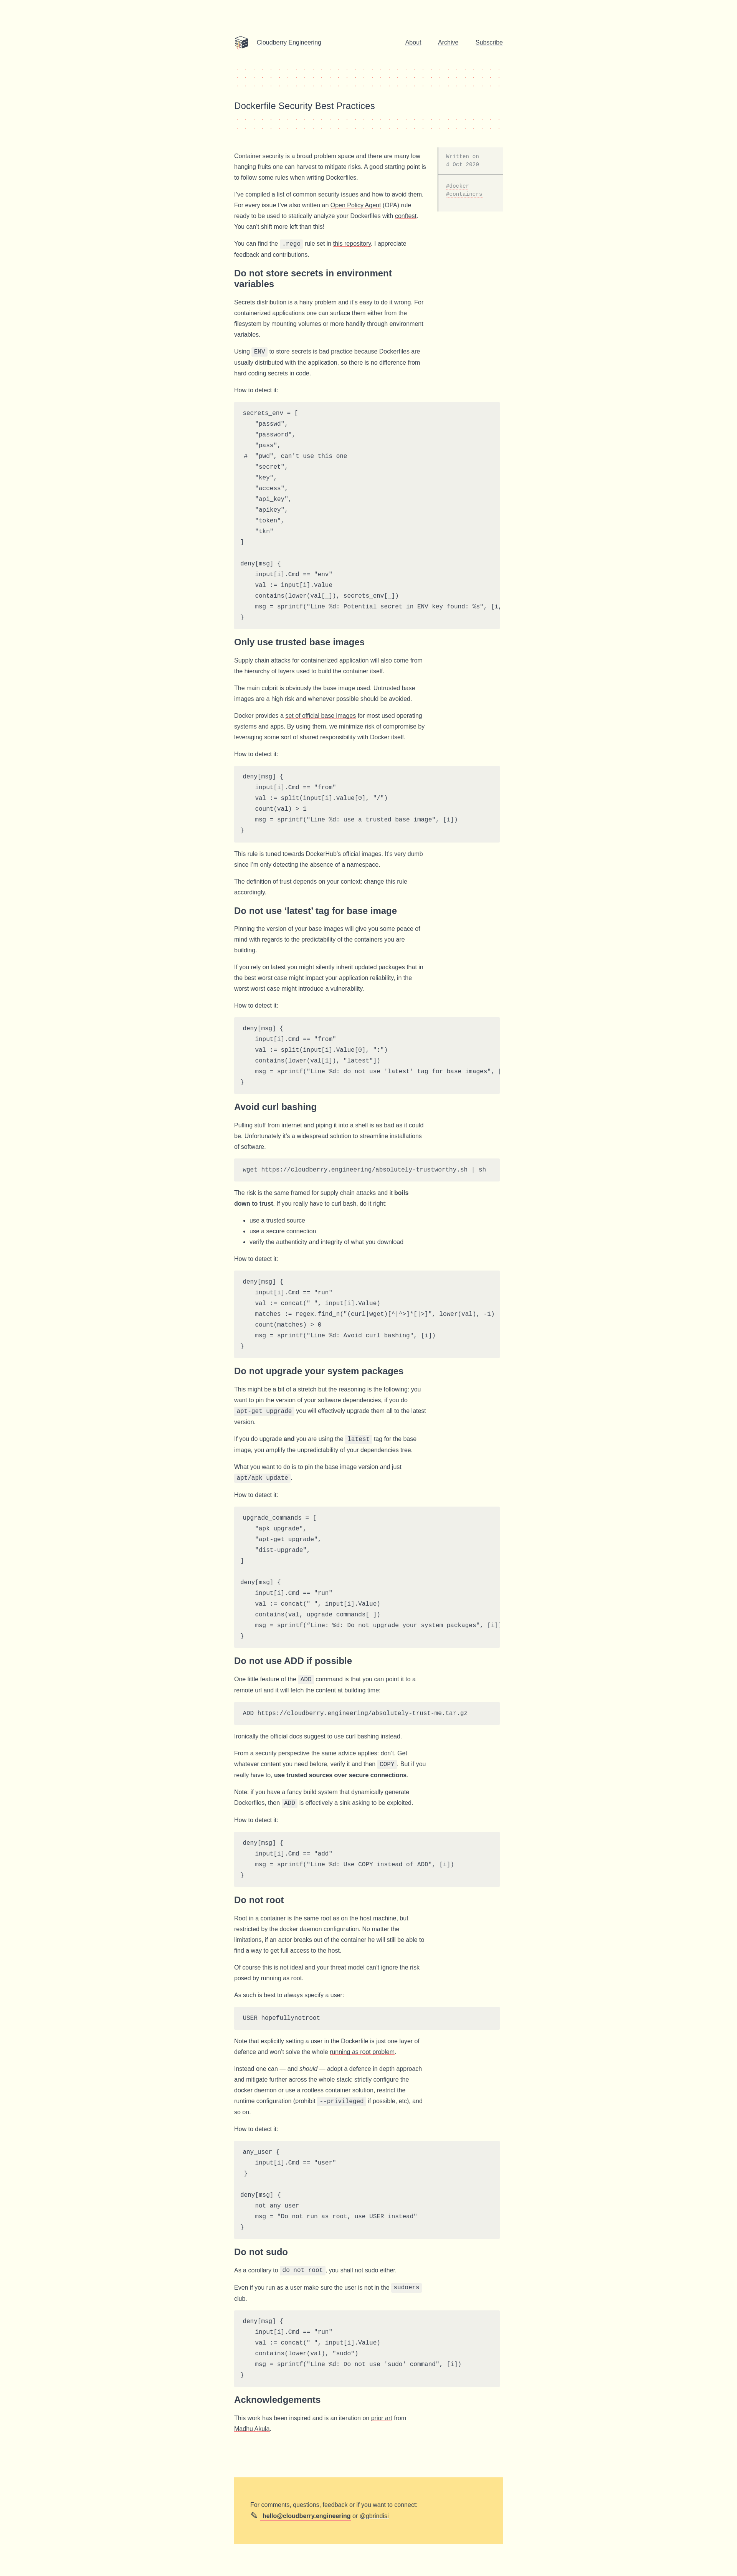 Cloudberry Engineering
About
Archive
Subscribe
Dockerfile Security Best Practices
Written on
4 Oct 2020
#docker
#containers
Container security is a broad problem space and there are many low
hanging fruits one can harvest to mitigate risks. A good starting point is
to follow some rules when writing Dockerfiles.
I've compiled a list of common security issues and how to avoid them.
For every issue I've also written an Open Policy Agent (OPA) rule
ready to be used to statically analyze your Dockerfiles with conftest.
You can't shift more left than this!
You can find the .rego rule set in this repository. I appreciate
feedback and contributions.
Do not store secrets in environment
variables
Secrets distribution is a hairy problem and it's easy to do it wrong. For
containerized applications one can surface them either from the
filesystem by mounting volumes or more handily through environment
variables.
Using ENV to store secrets is bad practice because Dockerfiles are
usually distributed with the application, so there is no difference from
hard coding secrets in code.
How to detect it:
secrets_env = [
    "passwd",
    "password",
    "pass",
 #  "pwd", can't use this one
    "secret",
    "key",
    "access",
    "api_key",
    "apikey",
    "token",
    "tkn"
]
deny[msg] {
    input[i].Cmd == "env"
    val := input[i].Value
    contains(lower(val[_]), secrets_env[_])
    msg = sprintf("Line %d: Potential secret in ENV key found: %s", [i,
}
Only use trusted base images
Supply chain attacks for containerized application will also come from
the hierarchy of layers used to build the container itself.
The main culprit is obviously the base image used. Untrusted base
images are a high risk and whenever possible should be avoided.
Docker provides a set of official base images for most used operating
systems and apps. By using them, we minimize risk of compromise by
leveraging some sort of shared responsibility with Docker itself.
How to detect it:
deny[msg] {
    input[i].Cmd == "from"
    val := split(input[i].Value[0], "/")
    count(val) > 1
    msg = sprintf("Line %d: use a trusted base image", [i])
}
This rule is tuned towards DockerHub's official images. It's very dumb
since I'm only detecting the absence of a namespace.
The definition of trust depends on your context: change this rule
accordingly.
Do not use ‘latest’ tag for base image
Pinning the version of your base images will give you some peace of
mind with regards to the predictability of the containers you are
building.
If you rely on latest you might silently inherit updated packages that in
the best worst case might impact your application reliability, in the
worst worst case might introduce a vulnerability.
How to detect it:
deny[msg] {
    input[i].Cmd == "from"
    val := split(input[i].Value[0], ":")
    contains(lower(val[1]), "latest"])
    msg = sprintf("Line %d: do not use 'latest' tag for base images", [
}
Avoid curl bashing
Pulling stuff from internet and piping it into a shell is as bad as it could
be. Unfortunately it's a widespread solution to streamline installations
of software.
wget https://cloudberry.engineering/absolutely-trustworthy.sh | sh
The risk is the same framed for supply chain attacks and it boils
down to trust. If you really have to curl bash, do it right:
• use a trusted source
• use a secure connection
• verify the authenticity and integrity of what you download
How to detect it:
deny[msg] {
    input[i].Cmd == "run"
    val := concat(" ", input[i].Value)
    matches := regex.find_n("(curl|wget)[^|^>]*[|>]", lower(val), -1)
    count(matches) > 0
    msg = sprintf("Line %d: Avoid curl bashing", [i])
}
Do not upgrade your system packages
This might be a bit of a stretch but the reasoning is the following: you
want to pin the version of your software dependencies, if you do
apt-get upgrade you will effectively upgrade them all to the latest
version.
If you do upgrade and you are using the latest tag for the base
image, you amplify the unpredictability of your dependencies tree.
What you want to do is to pin the base image version and just
apt/apk update.
How to detect it:
upgrade_commands = [
    "apk upgrade",
    "apt-get upgrade",
    "dist-upgrade",
]
deny[msg] {
    input[i].Cmd == "run"
    val := concat(" ", input[i].Value)
    contains(val, upgrade_commands[_])
    msg = sprintf("Line: %d: Do not upgrade your system packages", [i]
}
Do not use ADD if possible
One little feature of the ADD command is that you can point it to a
remote url and it will fetch the content at building time:
ADD https://cloudberry.engineering/absolutely-trust-me.tar.gz
Ironically the official docs suggest to use curl bashing instead.
From a security perspective the same advice applies: don't. Get
whatever content you need before, verify it and then COPY. But if you
really have to, use trusted sources over secure connections.
Note: if you have a fancy build system that dynamically generate
Dockerfiles, then ADD is effectively a sink asking to be exploited.
How to detect it:
deny[msg] {
    input[i].Cmd == "add"
    msg = sprintf("Line %d: Use COPY instead of ADD", [i])
}
Do not root
Root in a container is the same root as on the host machine, but
restricted by the docker daemon configuration. No matter the
limitations, if an actor breaks out of the container he will still be able to
find a way to get full access to the host.
Of course this is not ideal and your threat model can't ignore the risk
posed by running as root.
As such is best to always specify a user:
USER hopefullynotroot
Note that explicitly setting a user in the Dockerfile is just one layer of
defence and won't solve the whole running as root problem.
Instead one can — and should — adopt a defence in depth approach
and mitigate further across the whole stack: strictly configure the
docker daemon or use a rootless container solution, restrict the
runtime configuration (prohibit --privileged if possible, etc), and
so on.
How to detect it:
any_user {
    input[i].Cmd == "user"
 }
deny[msg] {
    not any_user
    msg = "Do not run as root, use USER instead"
}
Do not sudo
As a corollary to do not root, you shall not sudo either.
Even if you run as a user make sure the user is not in the sudoers
club.
deny[msg] {
    input[i].Cmd == "run"
    val := concat(" ", input[i].Value)
    contains(lower(val), "sudo")
    msg = sprintf("Line %d: Do not use 'sudo' command", [i])
}
Acknowledgements
This work has been inspired and is an iteration on prior art from
Madhu Akula.
For comments, questions, feedback or if you want to connect:
✎ hello@cloudberry.engineering or @gbrindisi